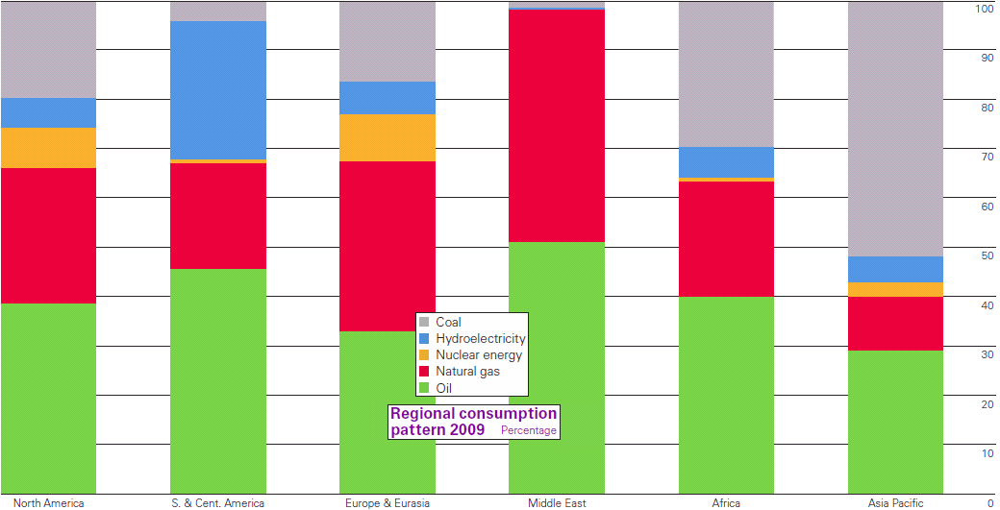 100
90
80
70
60
50
40
30
20
10
0
Coal
Hydroelectricity
Nuclear energy
Natural gas
Oil
Regional consumption
pattern 2009 Percentage
North America
S. & Cent. America
Europe & Eurasia
Middle East
Africa
Asia Pacific